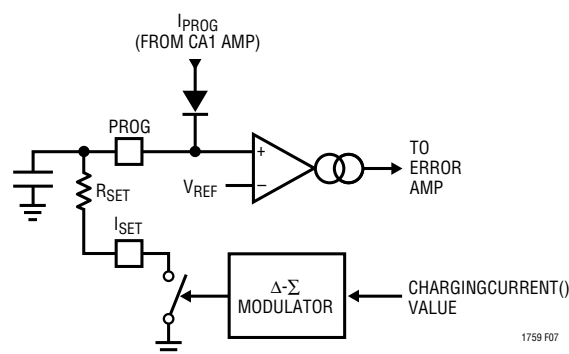 IPROG
(FROM CA1 AMP)
PROG
+
–
VREF
TO
ERROR
AMP
RSET
ISET
Δ-Σ
MODULATOR
CHARGINGCURRENT()
VALUE
1759 F07